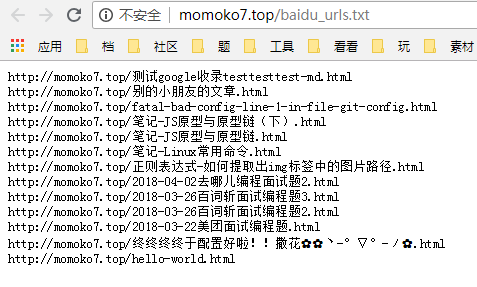 不安全 | momoko7.top/baidu_urls.txt
应用 百 社区 题 工具 看看 玩 素材
http://momoko7.top/测试google收录testtesttest-md.html
http://momoko7.top/别的小朋友的文章.html
http://momoko7.top/fatal-bad-config-line-1-in-file-git-config.html
http://momoko7.top/笔记-JS原型与原型链（下）.html
http://momoko7.top/笔记-JS原型与原型链.html
http://momoko7.top/笔记-Linux常用命令.html
http://momoko7.top/正则表达式-如何提取出img标签中的图片路径.html
http://momoko7.top/2018-04-02去哪儿编程面试题2.html
http://momoko7.top/2018-03-26百词斩面试编程题3.html
http://momoko7.top/2018-03-26百词斩面试编程题2.html
http://momoko7.top/2018-03-22美团面试编程题.html
http://momoko7.top/终终终终于配置好啦！！撒花✿✿ヽ-°▽°-ノ✿.html
http://momoko7.top/hello-world.html